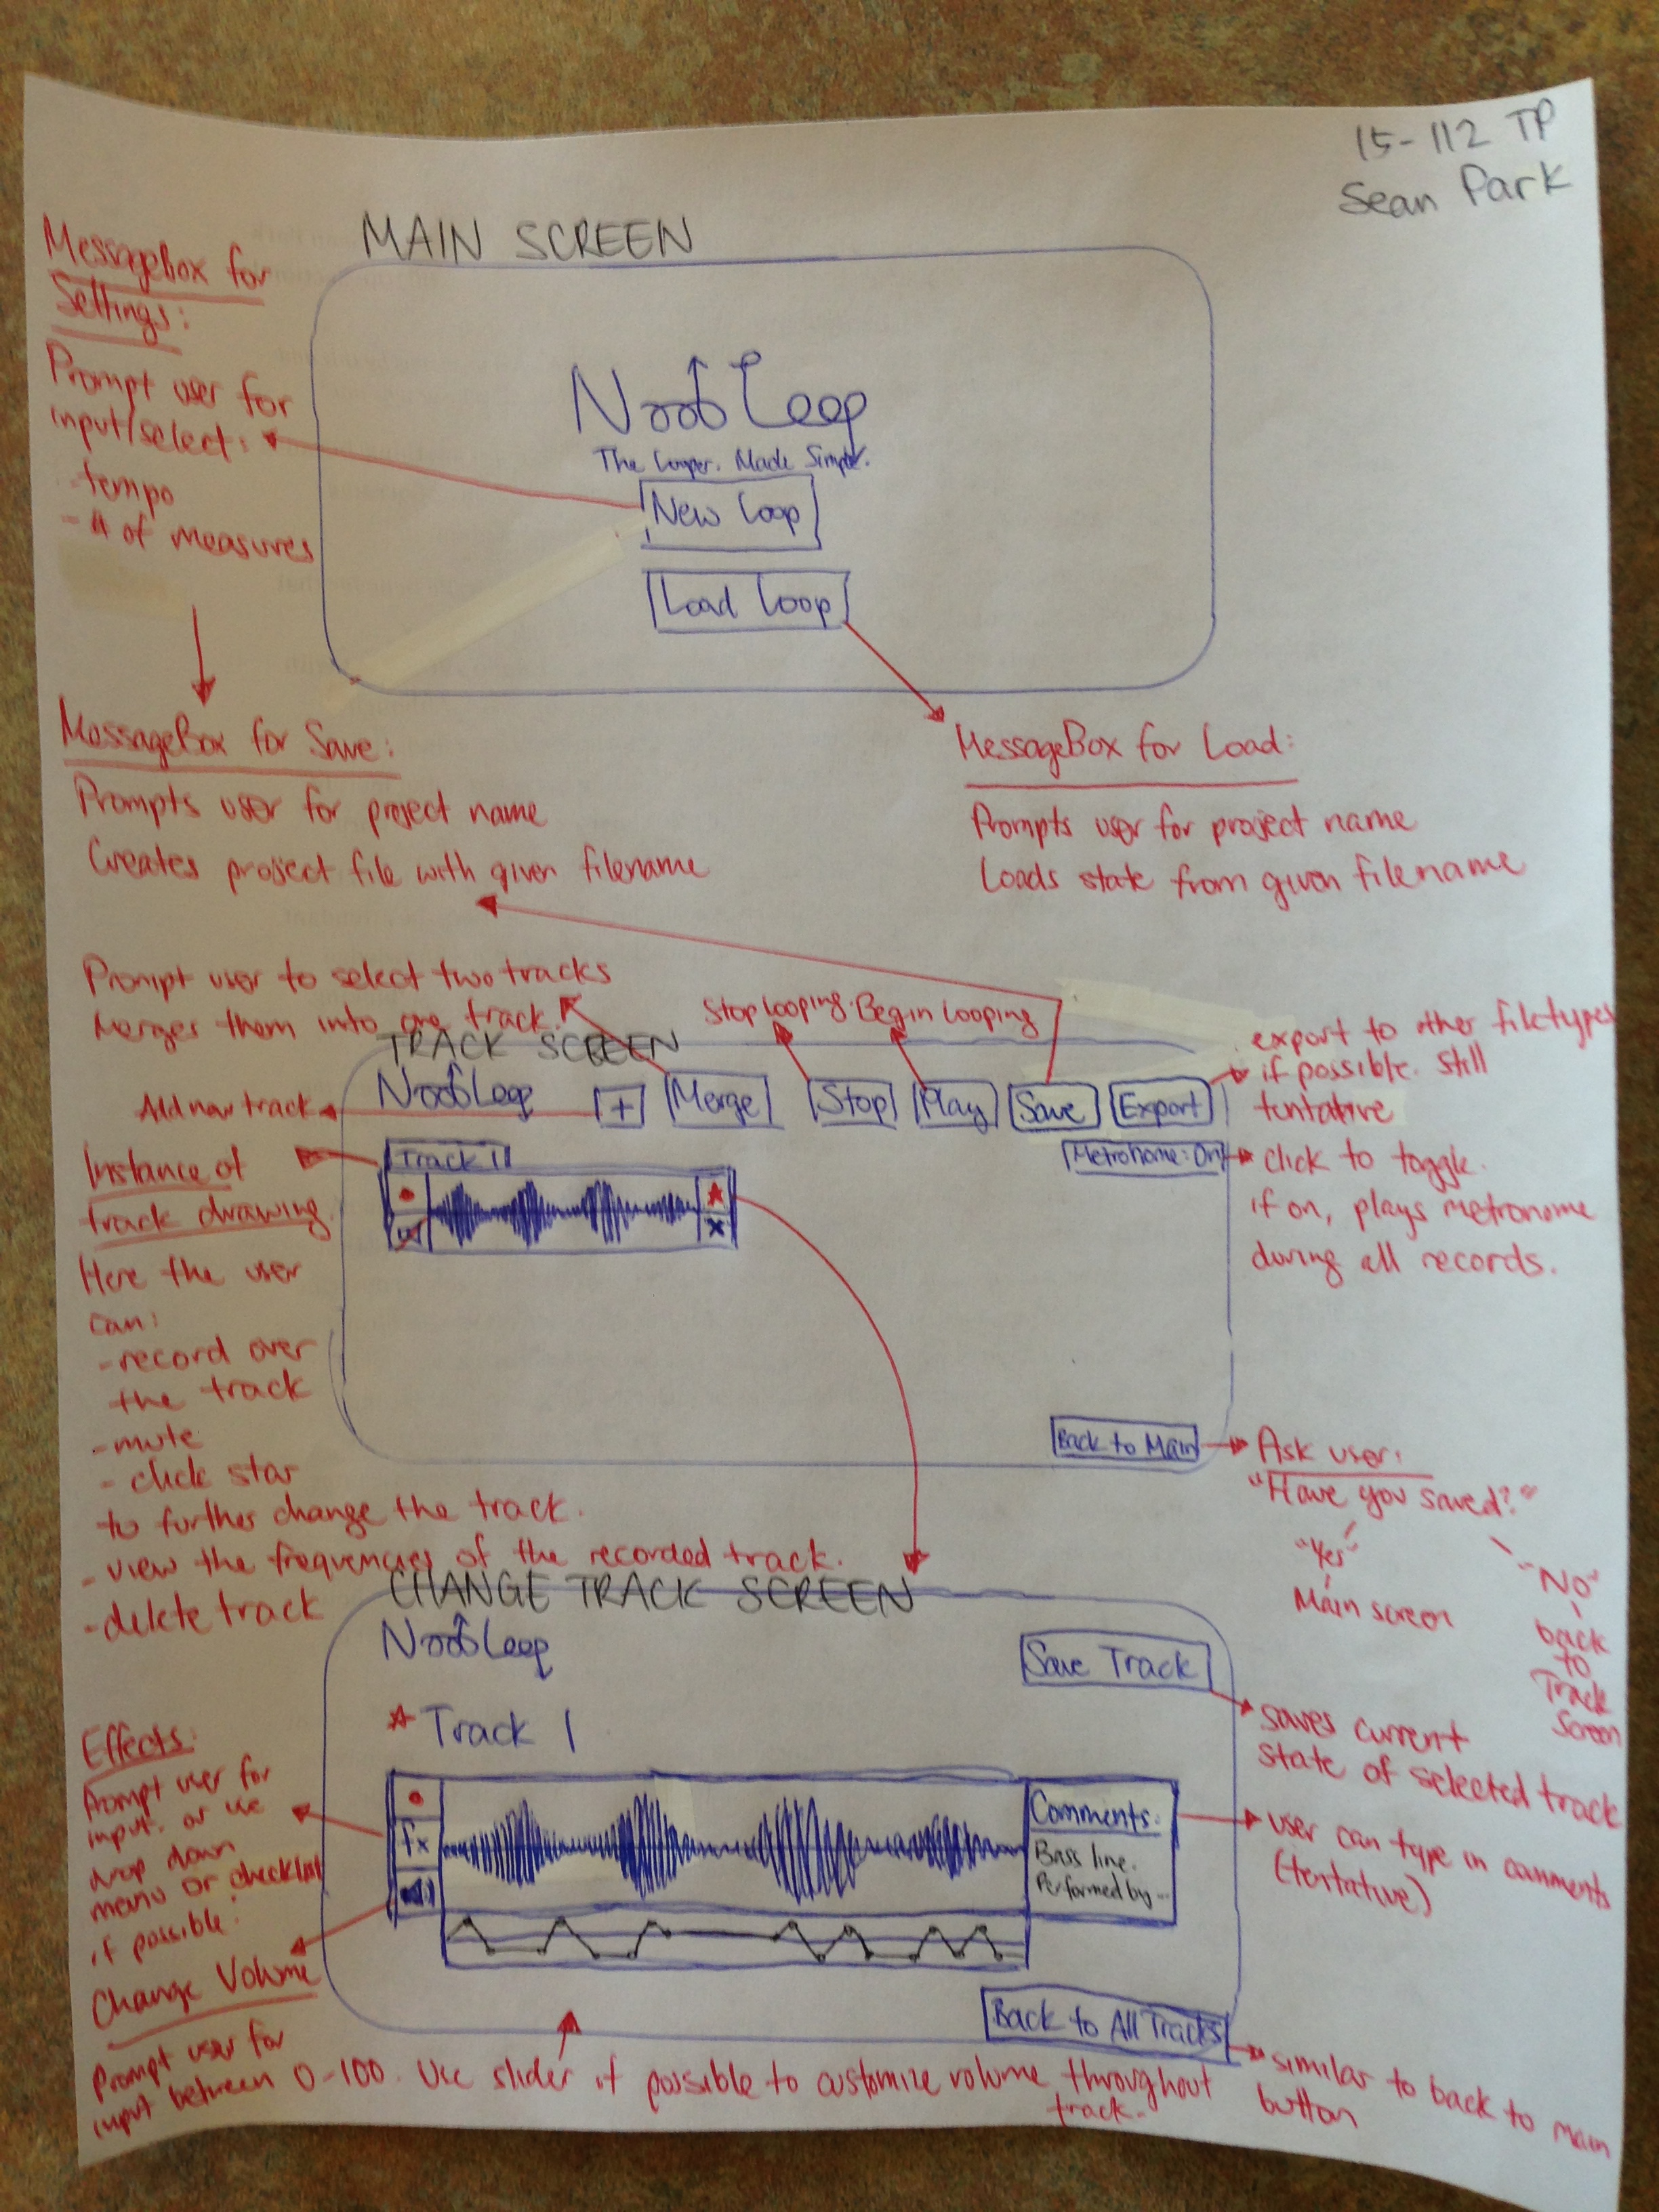 15-112 TP
Sean Park
MAIN SCREEN
Messagebox for
Settings:
Prompt user for
input/select:
- tempo
- # of measures
NoobLoop
The Looper. Made Simple.
New Loop
Load Loop
MessageBox for Save:
Prompts user for project name
Creates project file with given filename
MessageBox for Load:
Prompts user for project name
Loads state from given filename
Prompt user to select two tracks
Merges them into one track.
Stop looping. Begin Looping
TRACK SCREEN
NoobLoop
+
Merge
Stop
Play
Save
Export
export to other filetypes
if possible. still
tentative
Add new track
Track 1
Metronome: On
click to toggle.
if on, plays metronome
during all records.
Instance of
track drawing.
Here the user
can:
- record over
the track
- mute
- click star
to further change the track.
- view the frequencies of the recorded track.
- delete track
Back to Main
Ask user:
"Have you saved?"
"Yes"
Main screen
"No"
back
to
Track
Screen
CHANGE TRACK SCREEN
NoobLoop
Save Track
saves current
state of selected track
Track 1
Effects:
Prompt user for
input. or use
drop down
menu or checklist
if possible.
fx
Comments:
Bass line.
Performed by...
user can type in comments
(tentative)
Change Volume
Prompt user for
input between 0-100. Use slider if possible to customize volume throughout
track.
Back to All Tracks
similar to back to main
button